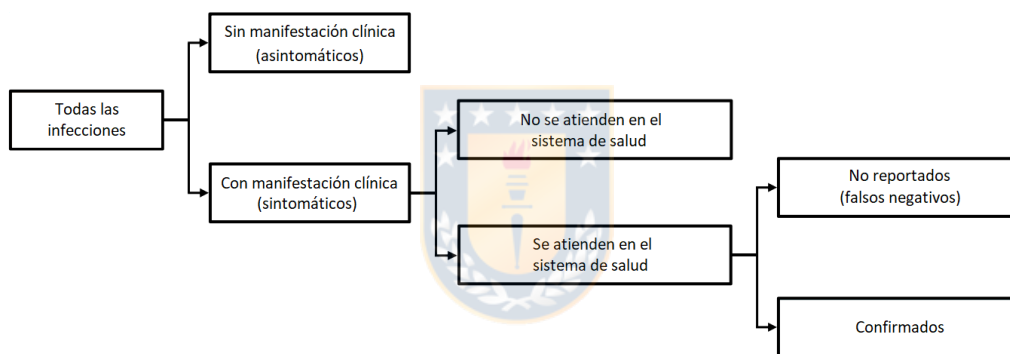 Sin manifestación clínica
(asintomáticos)
Todas las
infecciones
No se atienden en el
sistema de salud
Con manifestación clínica
(sintomáticos)
No reportados
(falsos negativos)
Se atienden en el
sistema de salud
Confirmados